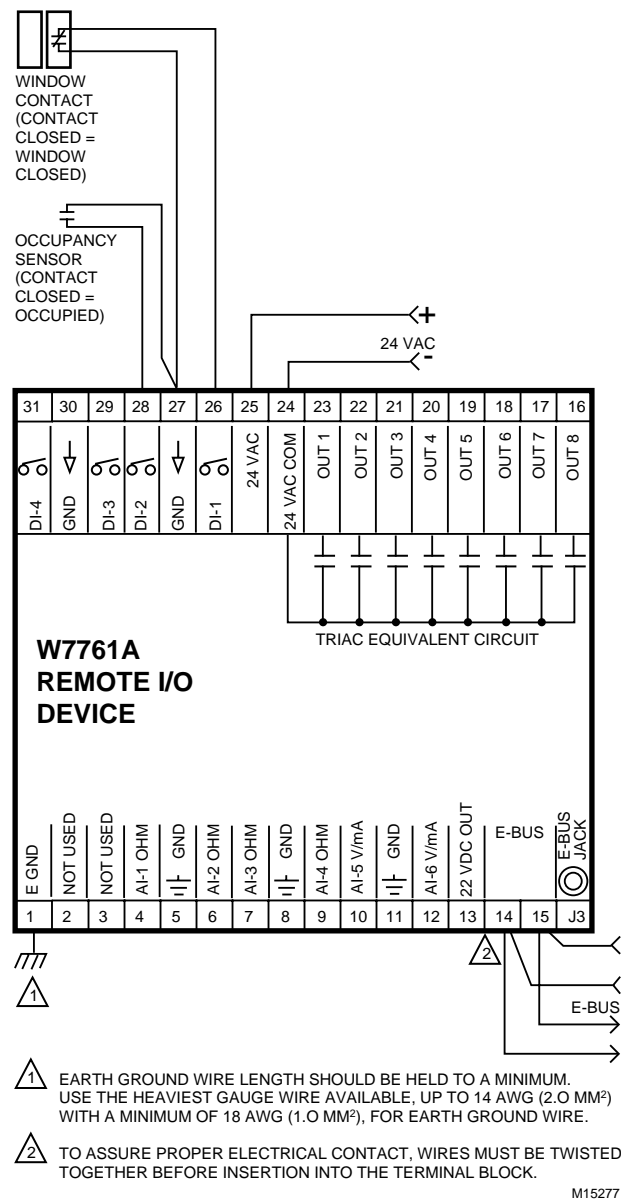 WINDOW
CONTACT
(CONTACT
CLOSED =
WINDOW
CLOSED)
OCCUPANCY
SENSOR
(CONTACT
CLOSED =
OCCUPIED)
+
24 VAC
-
31 30 29 28 27 26 25 24 23 22 21 20 19 18 17 16
DI-4
GND
DI-3
DI-2
GND
DI-1
24 VAC
24 VAC COM
OUT 1
OUT 2
OUT 3
OUT 4
OUT 5
OUT 6
OUT 7
OUT 8
TRIAC EQUIVALENT CIRCUIT
W7761A
REMOTE I/O
DEVICE
E GND
NOT USED
NOT USED
AI-1 OHM
GND
AI-2 OHM
AI-3 OHM
GND
AI-4 OHM
AI-5 V/mA
GND
AI-6 V/mA
22 VDC OUT
E-BUS
E-BUS
JACK
1 2 3 4 5 6 7 8 9 10 11 12 13 14 15 J3
2
1
E-BUS
1 EARTH GROUND WIRE LENGTH SHOULD BE HELD TO A MINIMUM.
USE THE HEAVIEST GAUGE WIRE AVAILABLE, UP TO 14 AWG (2.O MM²)
WITH A MINIMUM OF 18 AWG (1.O MM²), FOR EARTH GROUND WIRE.
2 TO ASSURE PROPER ELECTRICAL CONTACT, WIRES MUST BE TWISTED
TOGETHER BEFORE INSERTION INTO THE TERMINAL BLOCK.
M15277